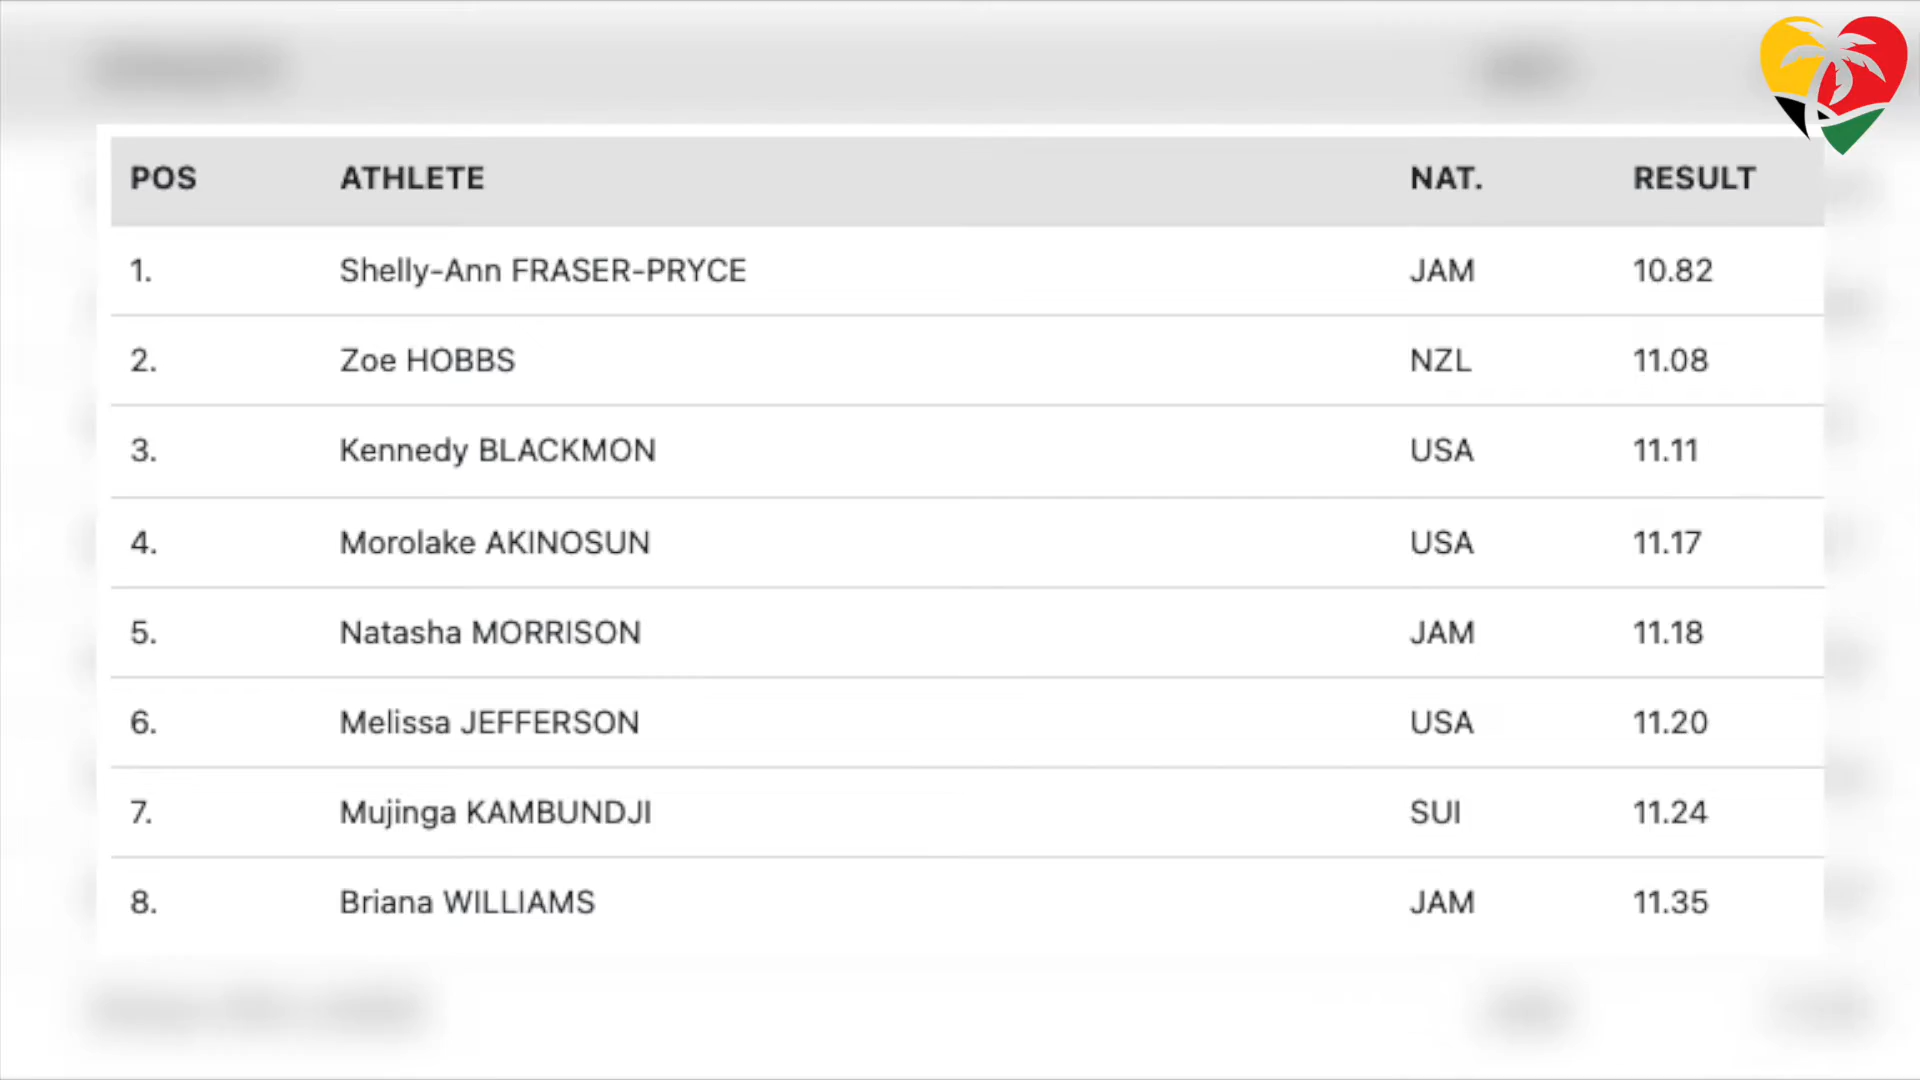 POS ATHLETE NAT. RESULT
1. Shelly-Ann FRASER-PRYCE JAM 10.82
2. Zoe HOBBS NZL 11.08
3. Kennedy BLACKMON USA 11.11
4. Morolake AKINOSUN USA 11.17
5. Natasha MORRISON JAM 11.18
6. Melissa JEFFERSON USA 11.20
7. Mujinga KAMBUNDJI SUI 11.24
8. Briana WILLIAMS JAM 11.35